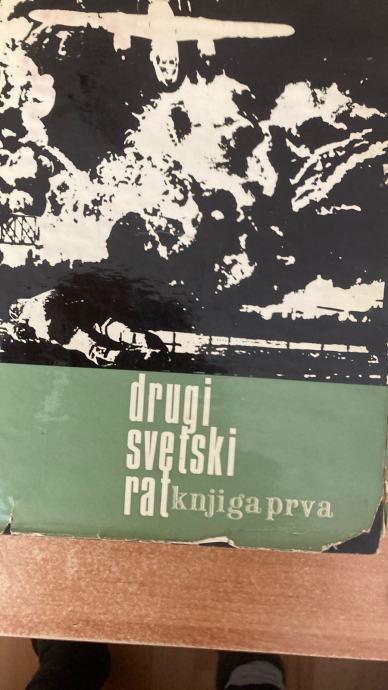 drugi
svetski
rat knjiga prva